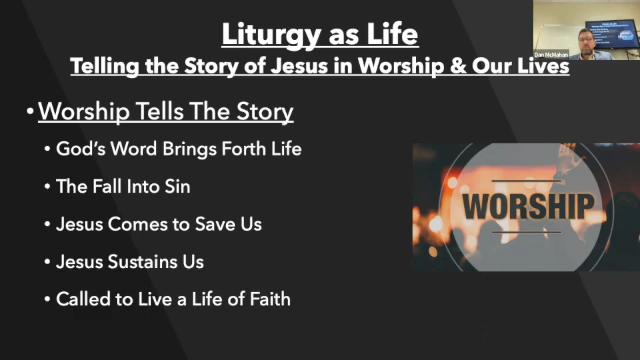 Liturgy as Life
Telling the Story of Jesus in Worship & Our Lives
Dan McMahan
• Worship Tells The Story
• God's Word Brings Forth Life
• The Fall Into Sin
• Jesus Comes to Save Us
• Jesus Sustains Us
• Called to Live a Life of Faith
WORSHIP